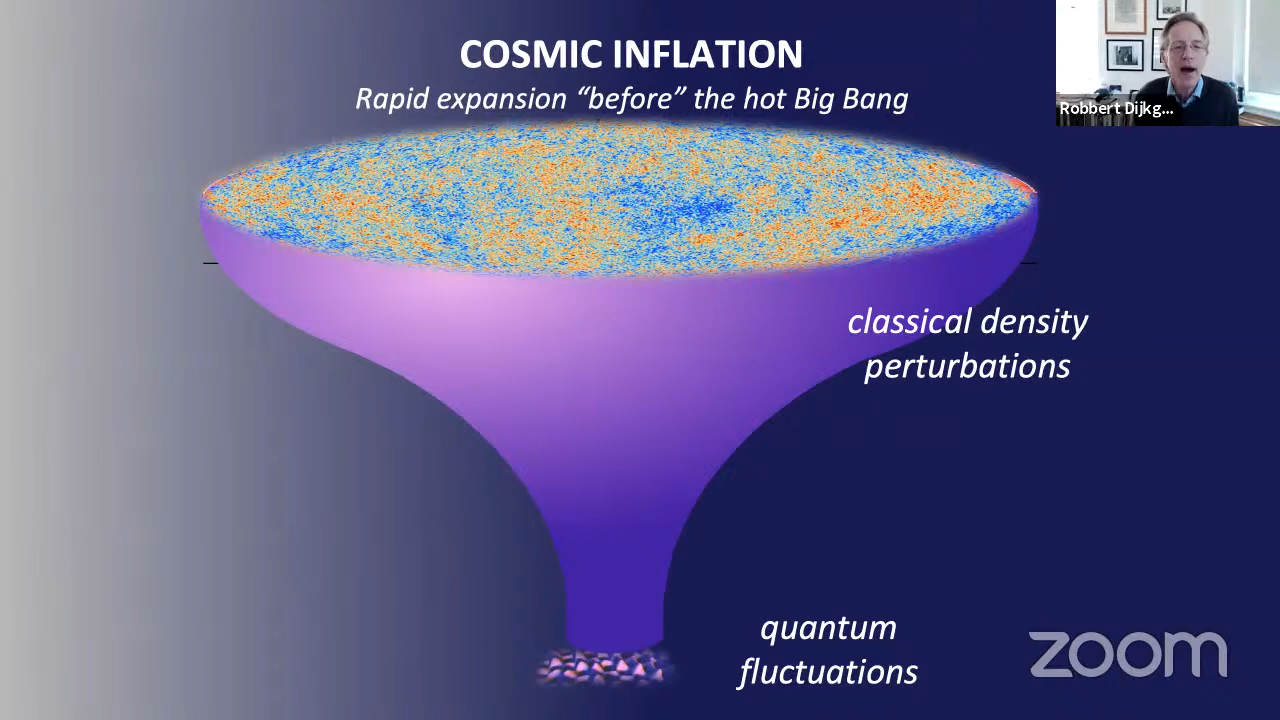 COSMIC INFLATION
Rapid expansion “before” the hot Big Bang
Robbert Dijkg...
classical density
perturbations
quantum
fluctuations
zoom